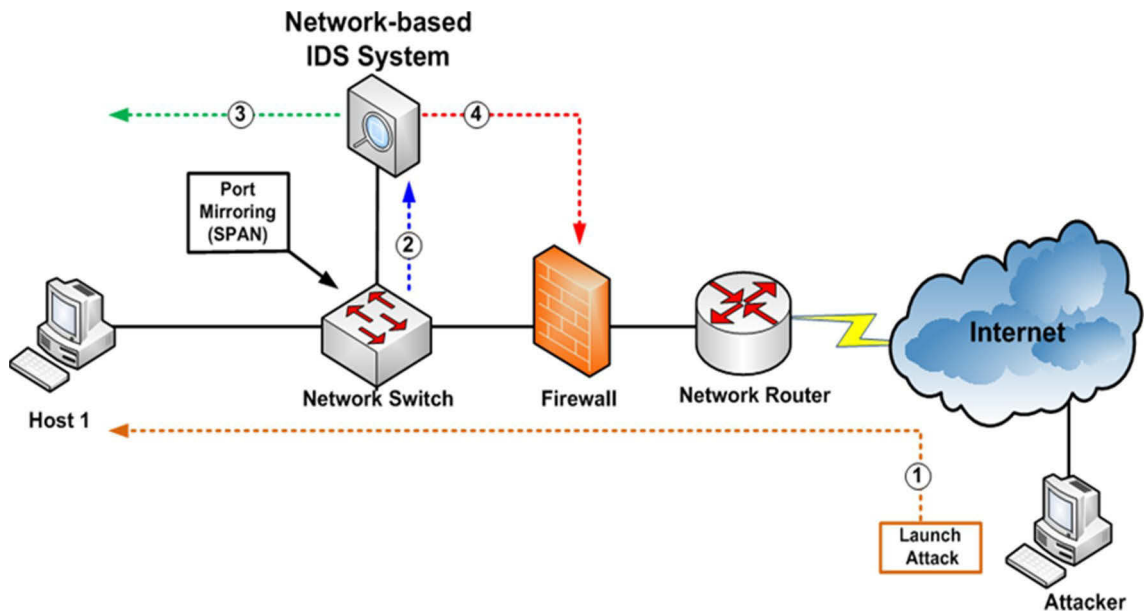 Network-based
IDS System
3
4
Port
Mirroring
(SPAN)
2
Internet
Network Switch
Firewall
Network Router
Host 1
1
Launch
Attack
Attacker